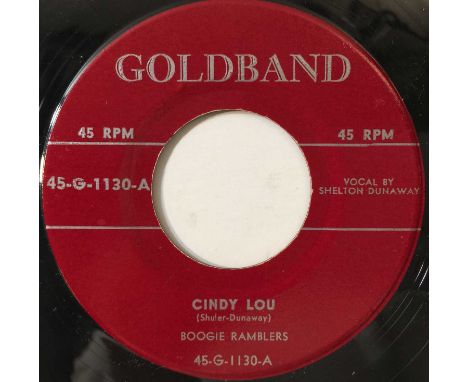 GOLDBAND
45 RPM 45 RPM
45-G-1130-A
VOCAL BY
SHELTON DUNAWAY
CINDY LOU
(Shuler-Dunaway)
BOOGIE RAMBLERS
45-G-1130-A